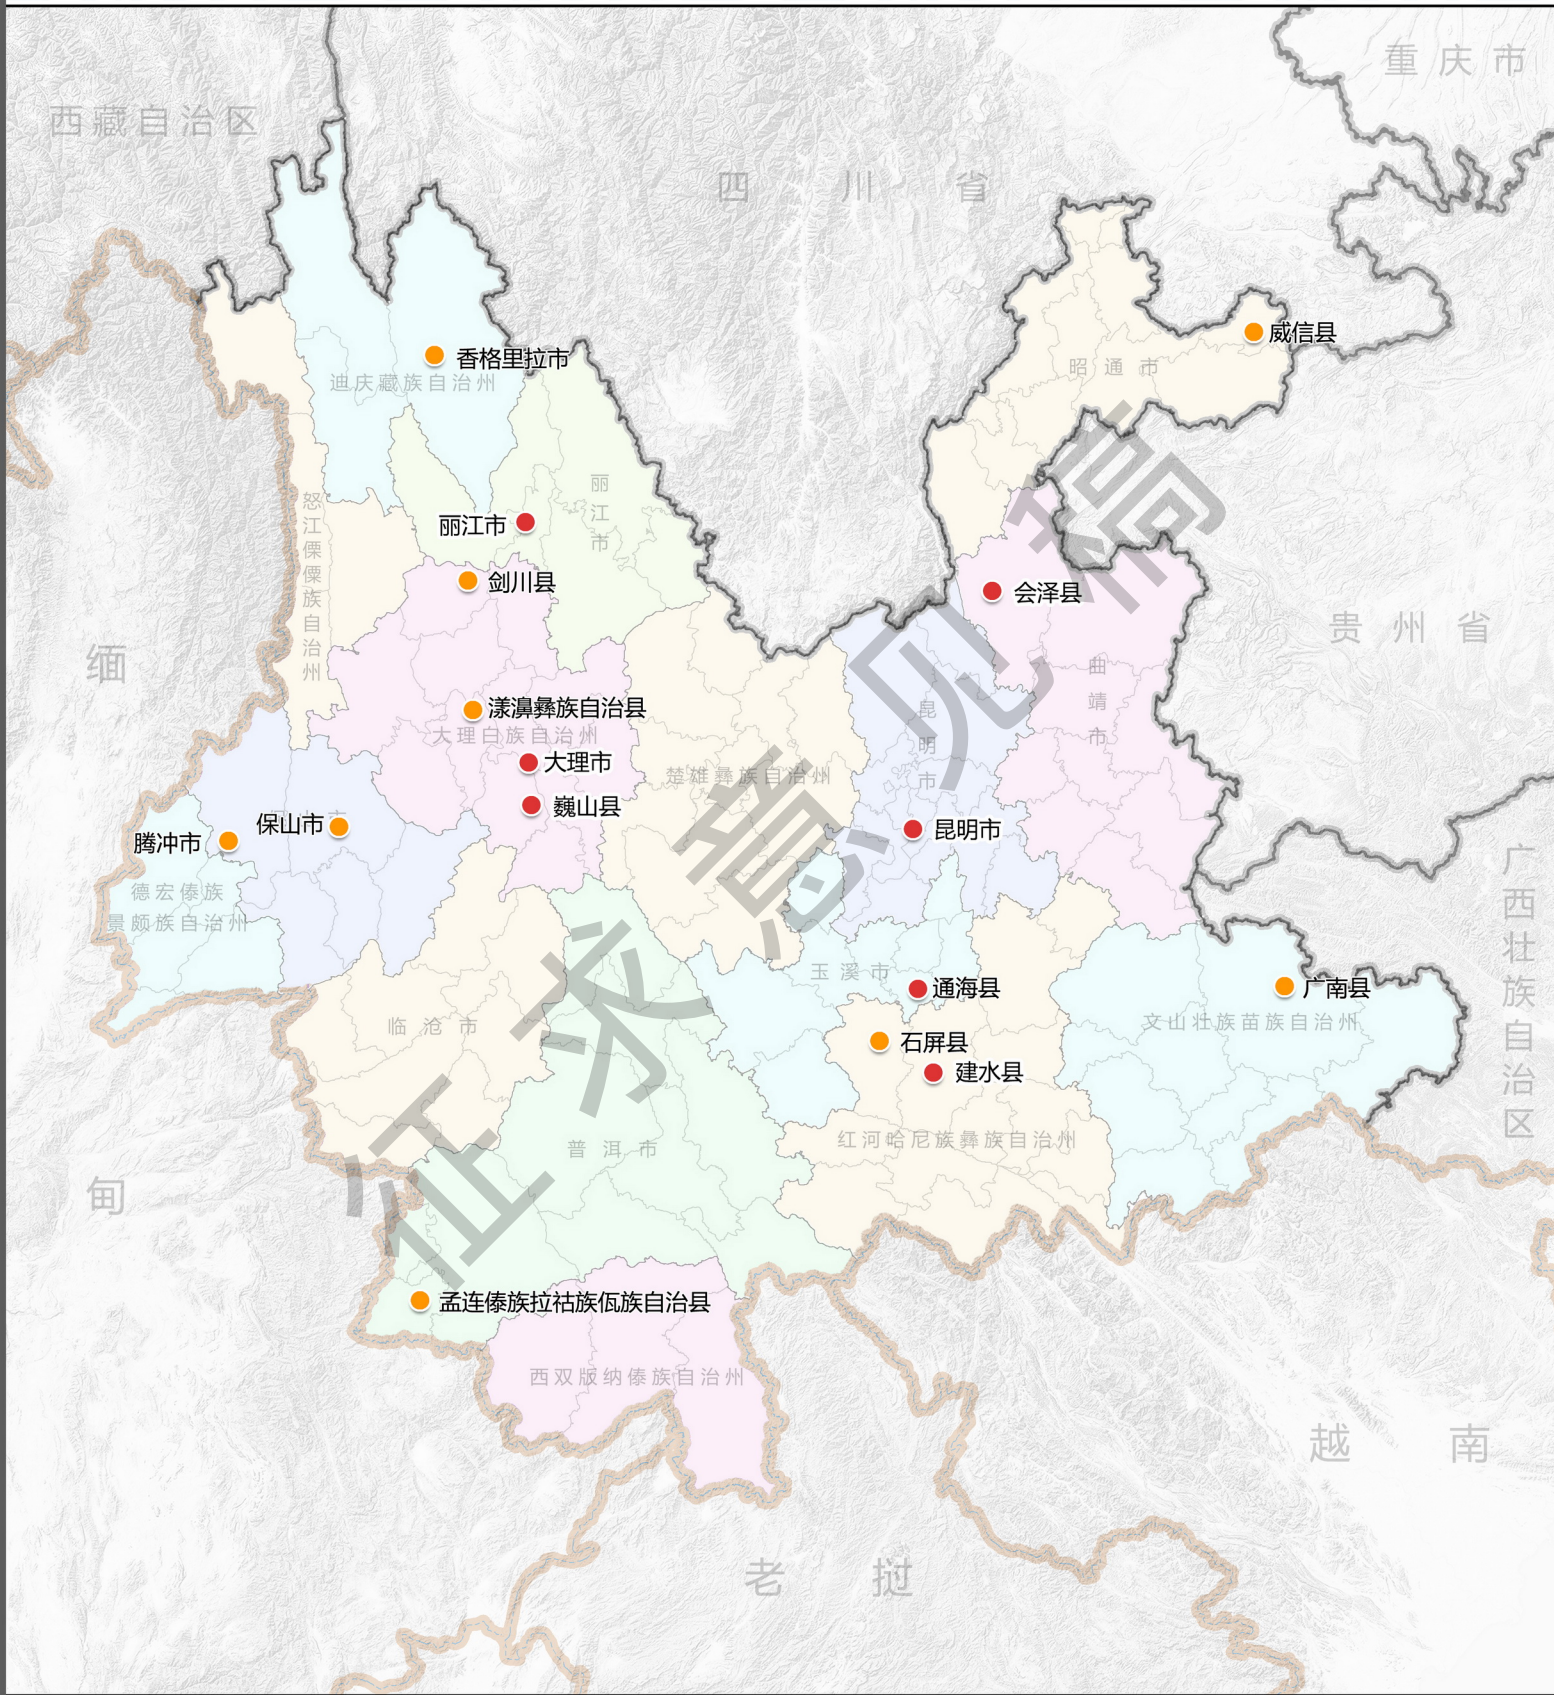 重庆市
西藏自治区
四川省
威信县
昭通市
香格里拉市
迪庆藏族自治州
丽江市
丽江市
怒江傈僳族自治州
剑川县
会泽县
贵州省
缅甸
曲靖市
漾濞彝族自治县
大理白族自治州
昆明市
大理市
楚雄彝族自治州
巍山县
保山市
昆明市
腾冲市
德宏傣族
景颇族自治州
广西壮族自治区
玉溪市
通海县
广南县
文山壮族苗族自治州
临沧市
石屏县
建水县
普洱市
红河哈尼族彝族自治州
孟连傣族拉祜族佤族自治县
西双版纳傣族自治州
越南
老挝
征求意见稿